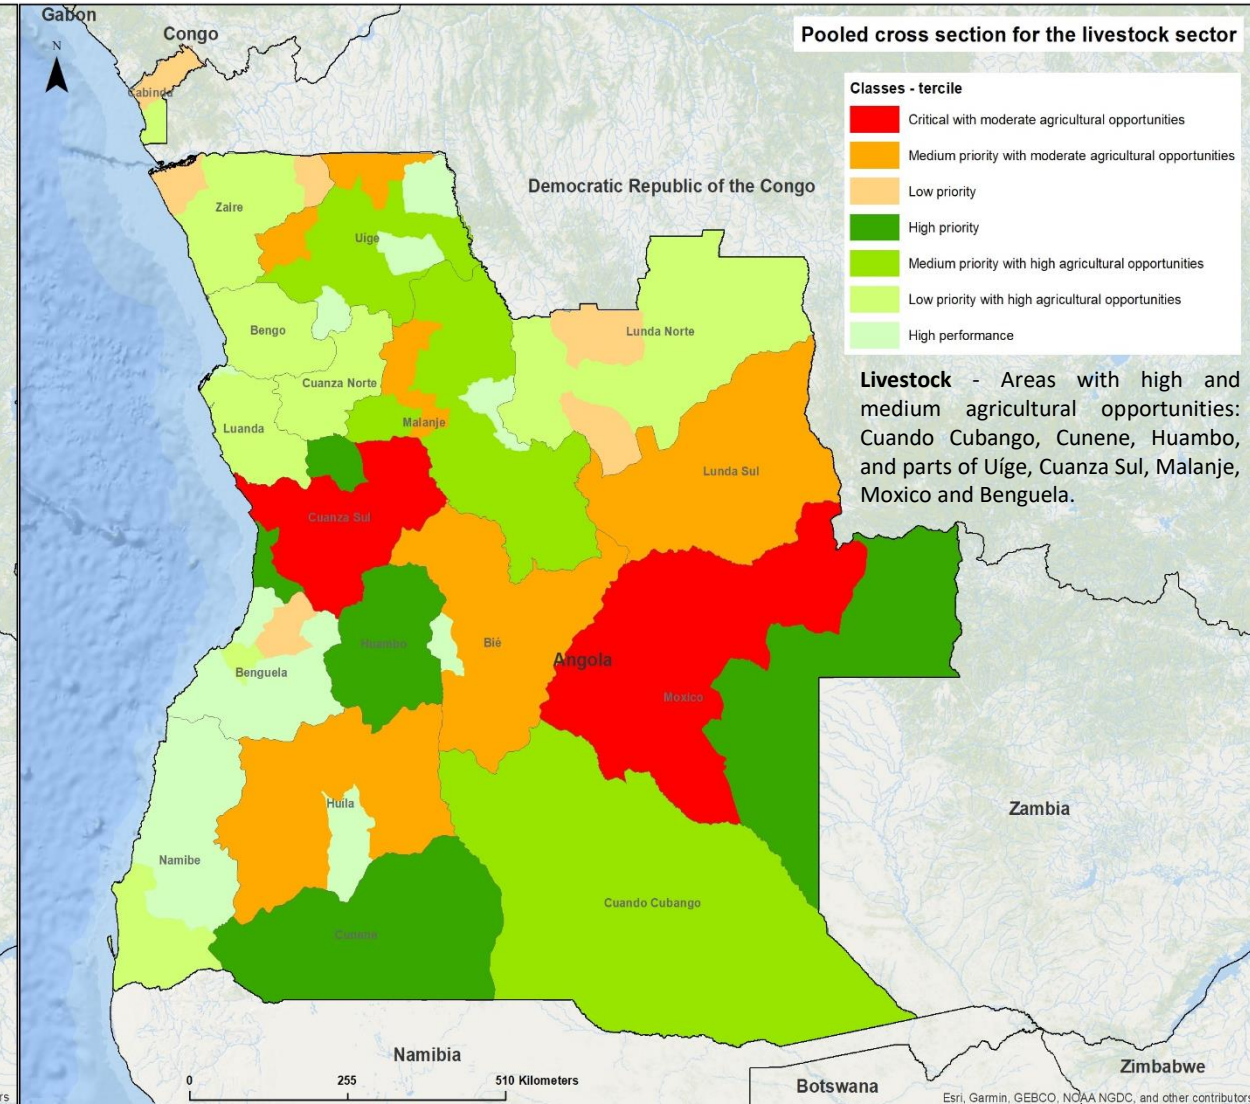 Gabon
Congo
N
Cabinda
Pooled cross section for the livestock sector
Classes - tercile
Critical with moderate agricultural opportunities
Medium priority with moderate agricultural opportunities
Low priority
High priority
Medium priority with high agricultural opportunities
Low priority with high agricultural opportunities
High performance
Democratic Republic of the Congo
Zaire
Uíge
Bengo
Lunda Norte
Cuanza Norte
Luanda
Malanje
Livestock - Areas with high and
medium agricultural opportunities:
Cuando Cubango, Cunene, Huambo,
and parts of Uíge, Cuanza Sul, Malanje,
Moxico and Benguela.
Lunda Sul
Cuanza Sul
Huambo
Bié
Angola
Benguela
Moxico
Huila
Zambia
Namibe
Cuando Cubango
Cunene
Namibia
Zimbabwe
Botswana
0 255 510 Kilometers
rs
Esri, Garmin, GEBCO, NOAA NGDC, and other contributors